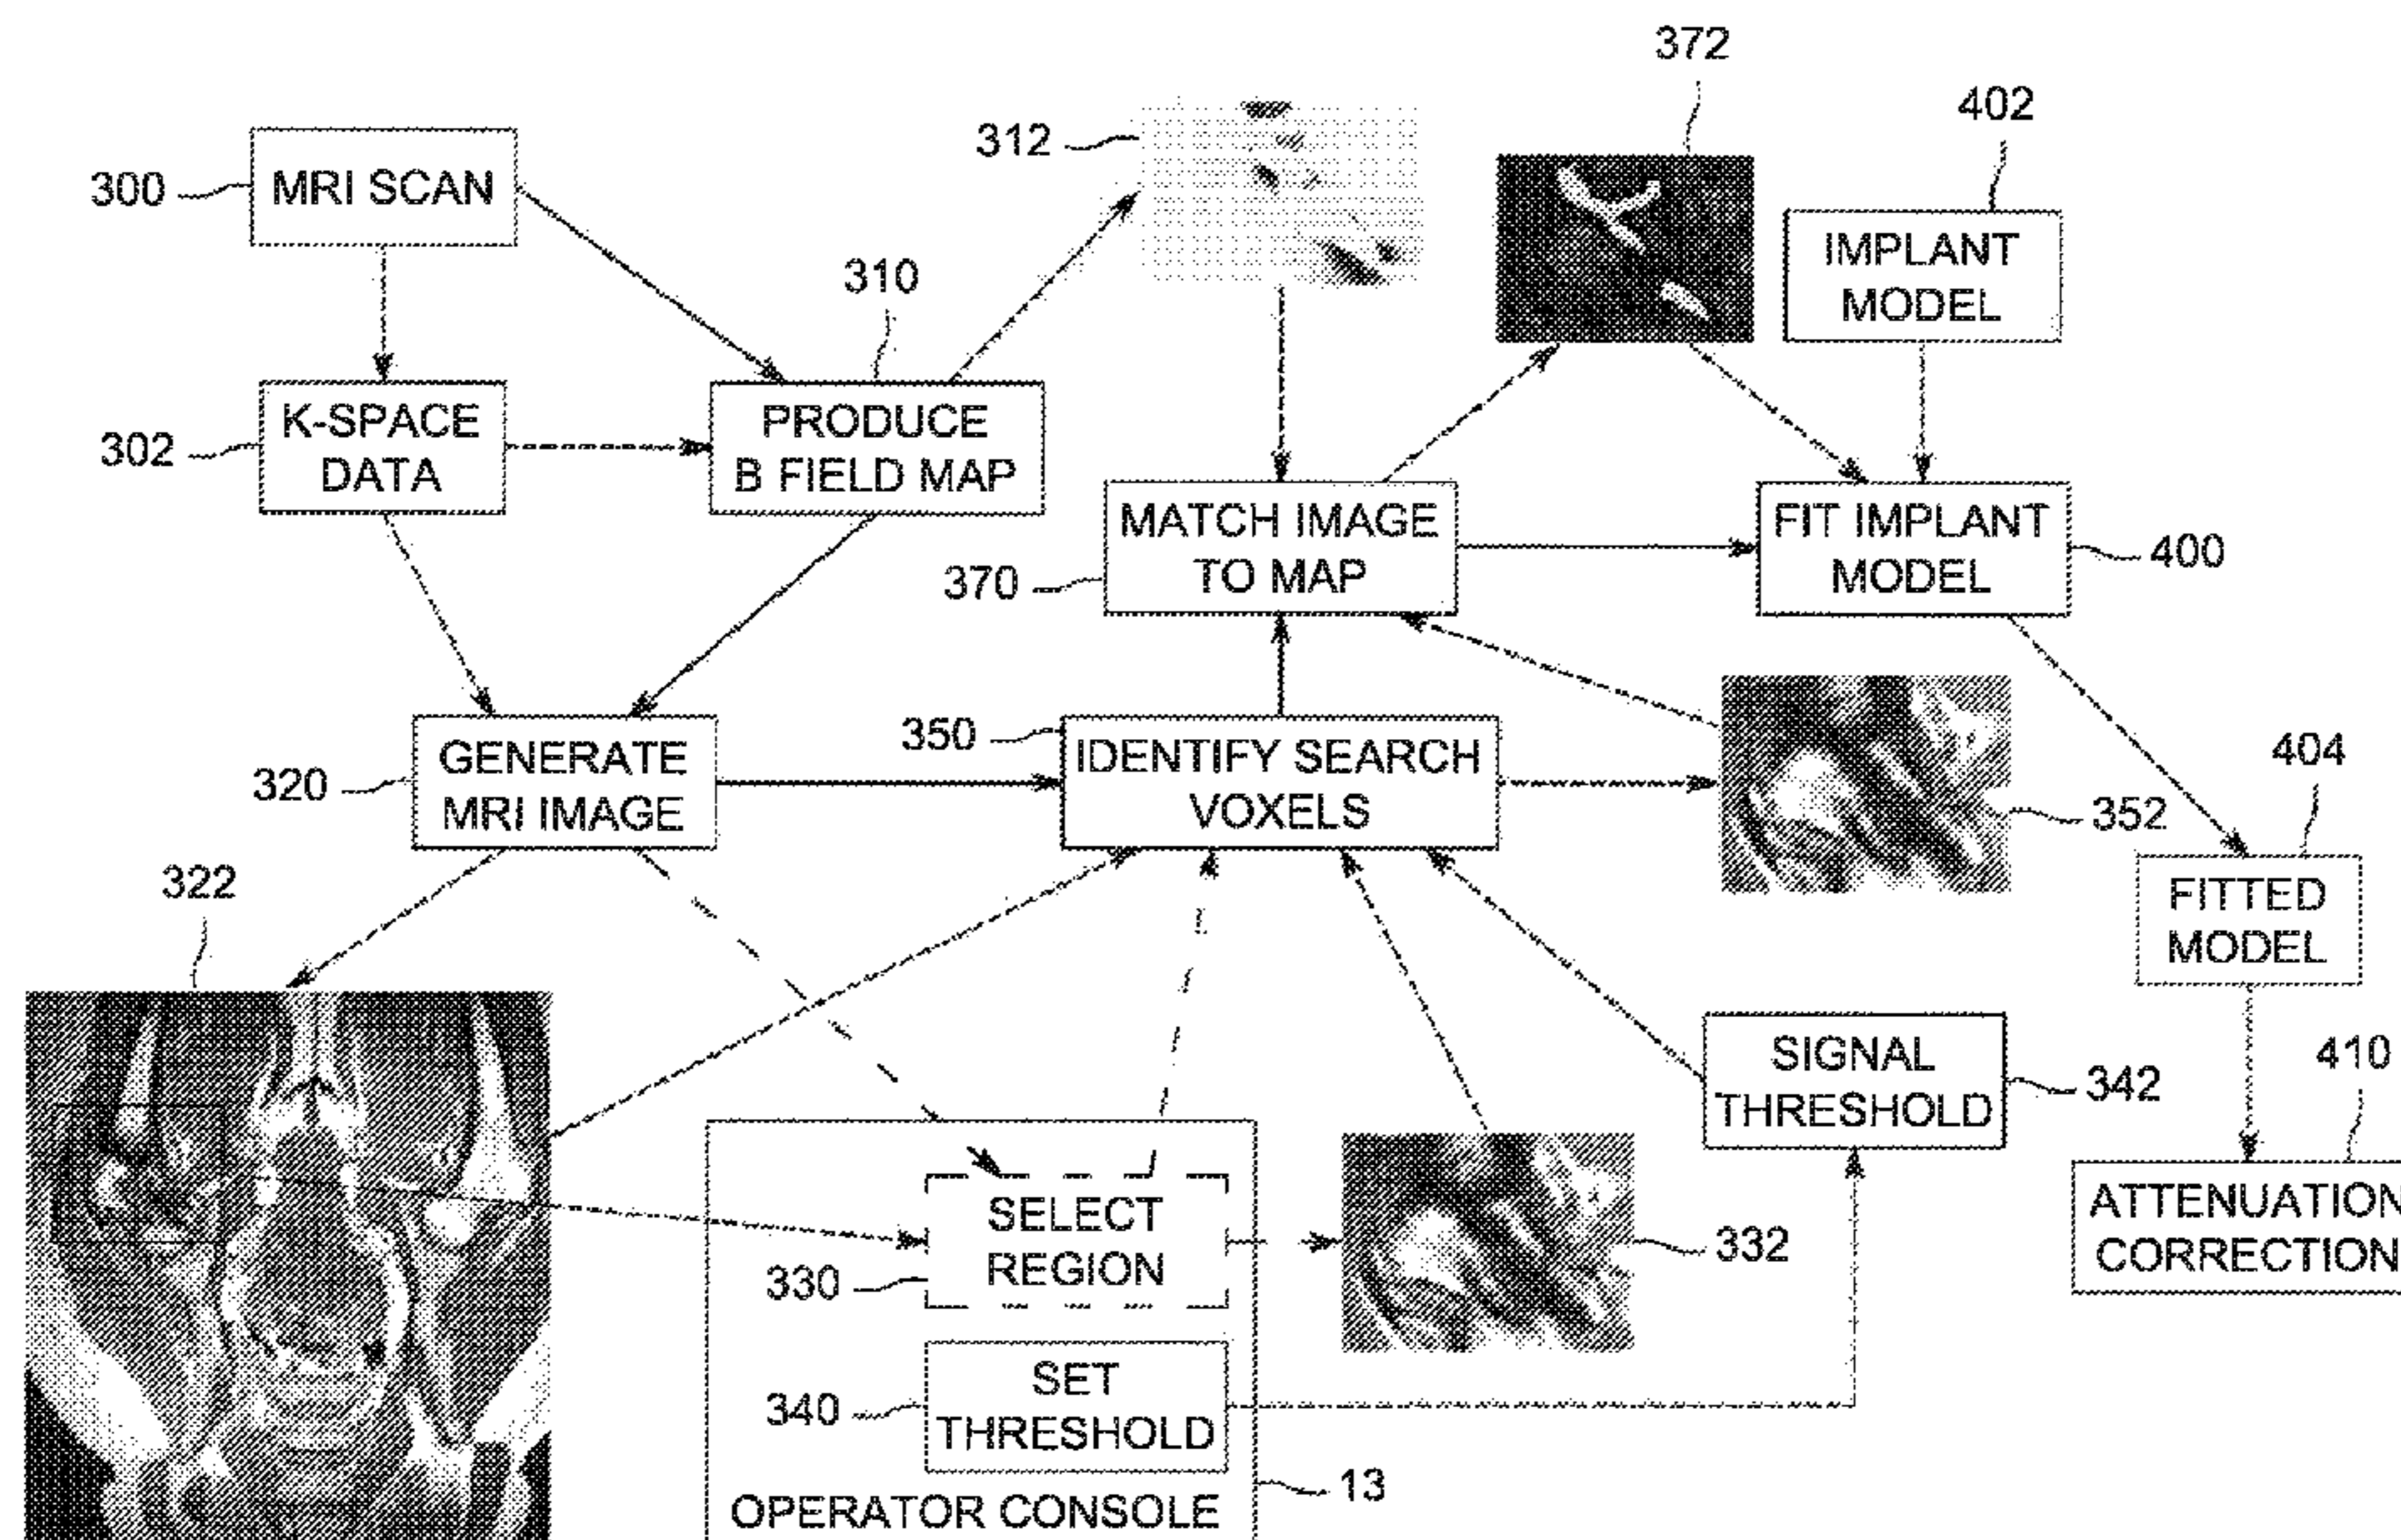 372
402
312
300
MRI SCAN
IMPLANT
MODEL
310
302
K-SPACE
DATA
PRODUCE
B FIELD MAP
370
MATCH IMAGE
TO MAP
FIT IMPLANT
MODEL
400
320
GENERATE
MRI IMAGE
350
IDENTIFY SEARCH
VOXELS
352
404
FITTED
MODEL
322
SIGNAL
THRESHOLD
342
410
ATTENUATION
CORRECTION
SELECT
REGION
330
332
340
SET
THRESHOLD
13
OPERATOR CONSOLE